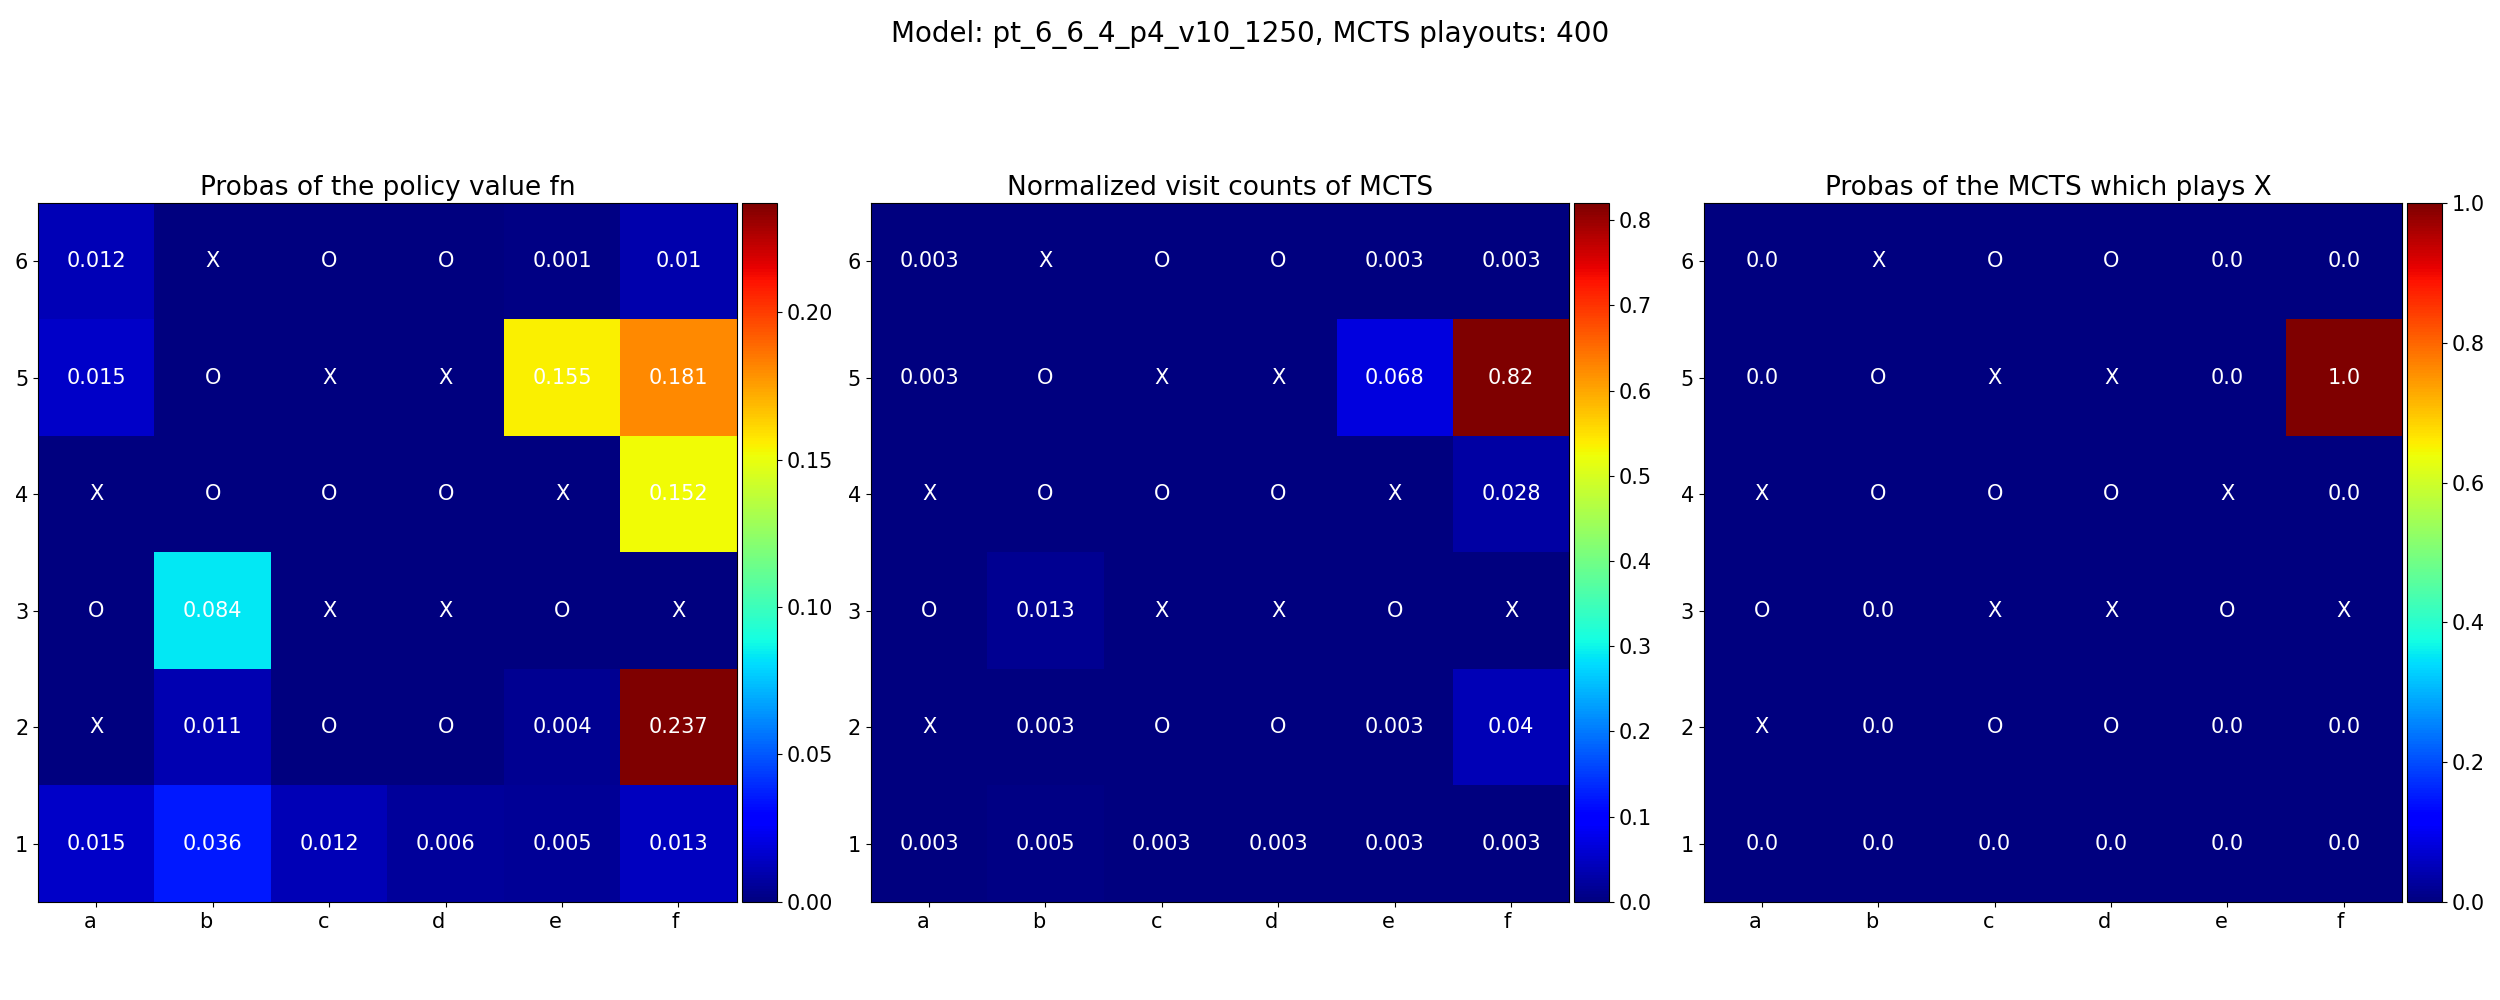 Model: pt_6_6_4_p4_v10_1250, MCTS playouts: 400
Probas of the policy value fn
6 0.012 X O O 0.001 0.01
5 0.015 O X X 0.155 0.181
4 X O O O X 0.152
3 O 0.084 X X O X
2 X 0.011 O O 0.004 0.237
1 0.015 0.036 0.012 0.006 0.005 0.013
a b c d e f
0.20
0.15
0.10
0.05
0.00
Normalized visit counts of MCTS
6 0.003 X O O 0.003 0.003
5 0.003 O X X 0.068 0.82
4 X O O O X 0.028
3 O 0.013 X X O X
2 X 0.003 O O 0.003 0.04
1 0.003 0.005 0.003 0.003 0.003 0.003
a b c d e f
0.8
0.7
0.6
0.5
0.4
0.3
0.2
0.1
0.0
Probas of the MCTS which plays X
6 0.0 X O O 0.0 0.0
5 0.0 O X X 0.0 1.0
4 X O O O X 0.0
3 O 0.0 X X O X
2 X 0.0 O O 0.0 0.0
1 0.0 0.0 0.0 0.0 0.0 0.0
a b c d e f
1.0
0.8
0.6
0.4
0.2
0.0